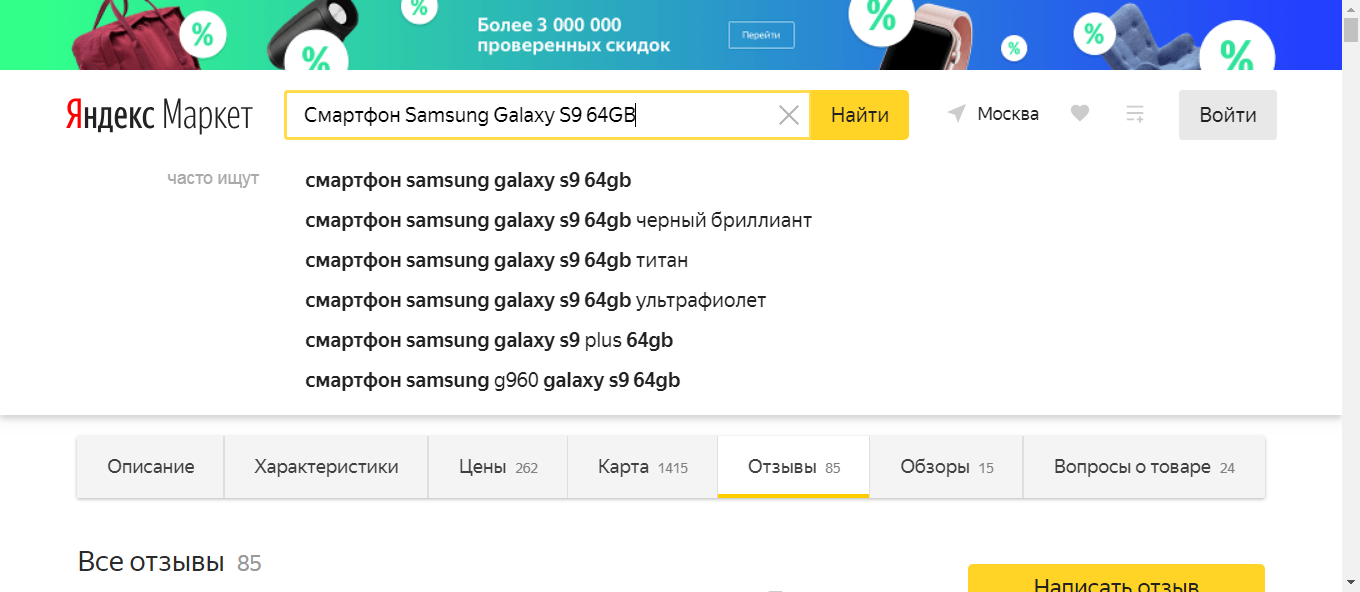 %
%
%
Более 3 000 000
проверенных скидок
Перейти
%
%
%
%
Яндекс Маркет
Смартфон Samsung Galaxy S9 64GB
Найти
Москва
Войти
часто ищут
смартфон samsung galaxy s9 64gb
смартфон samsung galaxy s9 64gb черный бриллиант
смартфон samsung galaxy s9 64gb титан
смартфон samsung galaxy s9 64gb ультрафиолет
смартфон samsung galaxy s9 plus 64gb
смартфон samsung g960 galaxy s9 64gb
Описание
Характеристики
Цены 262
Карта 1415
Отзывы 85
Обзоры 15
Вопросы о товаре 24
Все отзывы 85
Написать отзыв